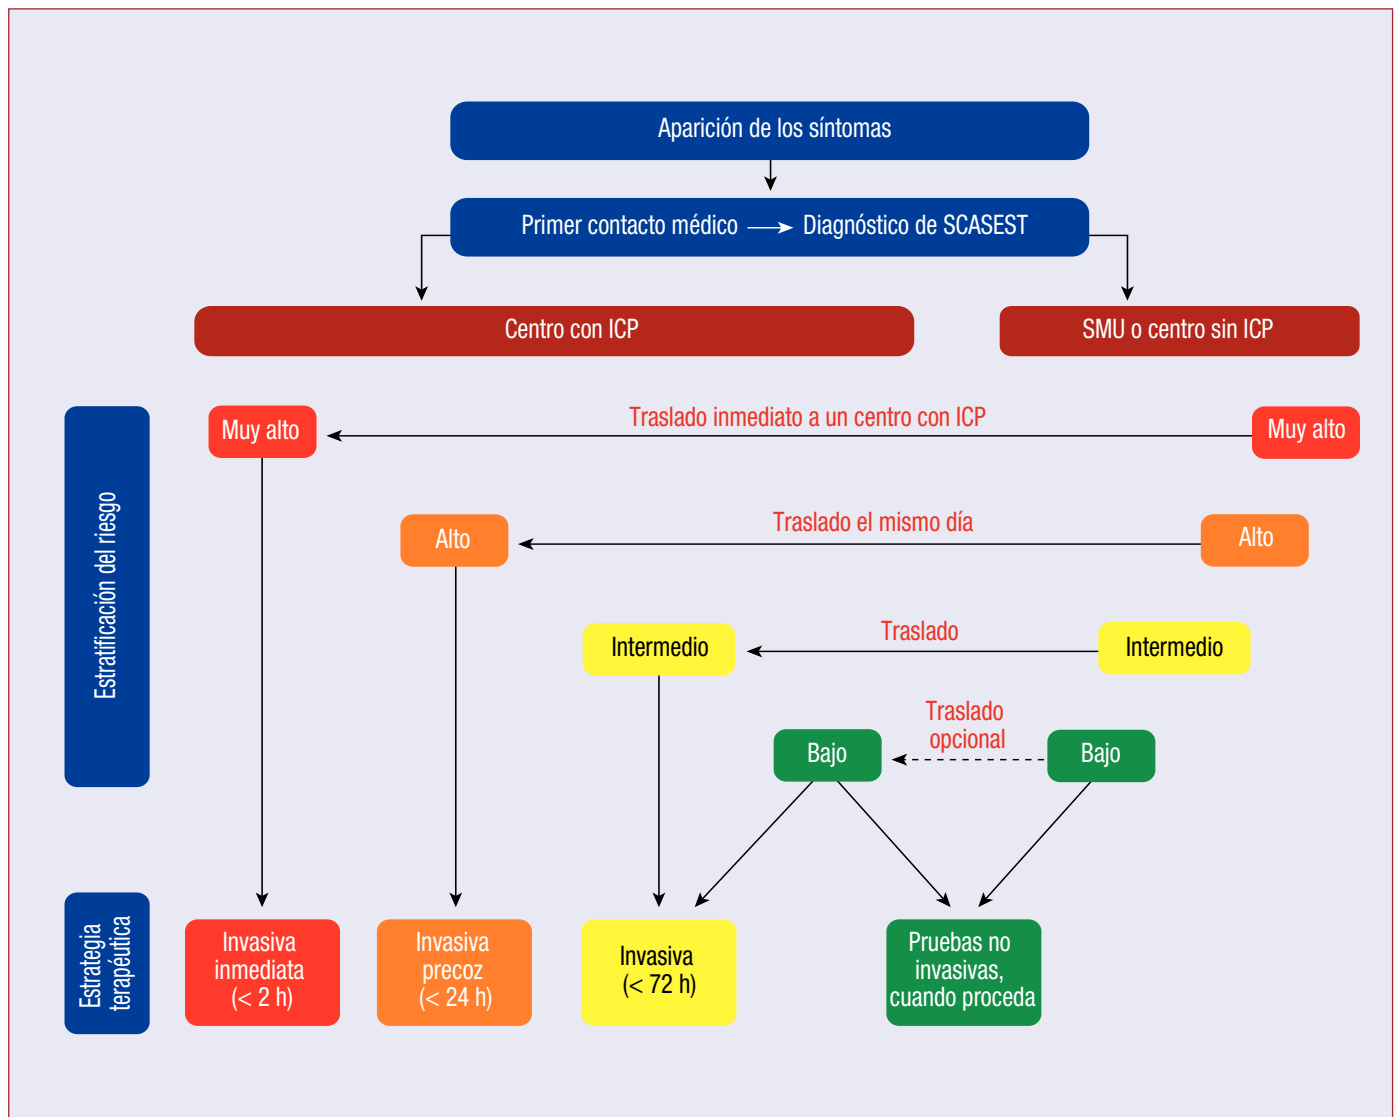 Aparición de los síntomas
Primer contacto médico → Diagnóstico de SCASEST
Centro con ICP
SMU o centro sin ICP
Estratificación del riesgo
Muy alto
Traslado inmediato a un centro con ICP
Muy alto
Alto
Traslado el mismo día
Alto
Intermedio
Traslado
Intermedio
Bajo
Traslado
opcional
Bajo
Estrategia
terapéutica
Invasiva
inmediata
(< 2 h)
Invasiva
precoz
(< 24 h)
Invasiva
(< 72 h)
Pruebas no
invasivas,
cuando proceda